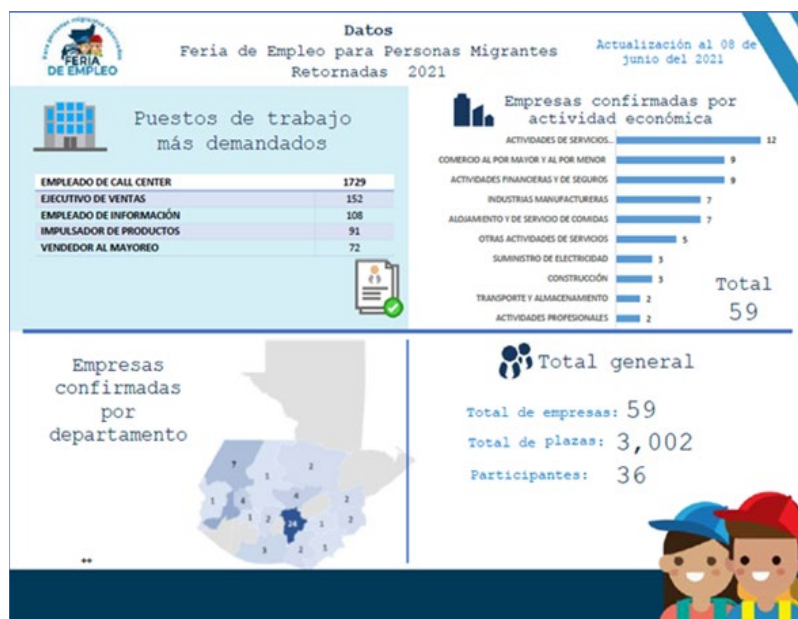 Para personas migrantes retornadas
FERIA
DE EMPLEO
Datos
Feria de Empleo para Personas Migrantes
Retornadas 2021
Actualización al 08 de
junio del 2021
Puestos de trabajo
más demandados
EMPLEADO DE CALL CENTER 1729
EJECUTIVO DE VENTAS 152
EMPLEADO DE INFORMACIÓN 108
IMPULSADOR DE PRODUCTOS 91
VENDEDOR AL MAYOREO 72
Empresas confirmadas por
actividad económica
ACTIVIDADES DE SERVICIOS... 12
COMERCIO AL POR MAYOR Y AL POR MENOR 9
ACTIVIDADES FINANCIERAS Y DE SEGUROS 9
INDUSTRIAS MANUFACTURERAS 7
ALOJAMIENTO Y DE SERVICIO DE COMIDAS 7
OTRAS ACTIVIDADES DE SERVICIOS 5
SUMINISTRO DE ELECTRICIDAD 3
CONSTRUCCIÓN 3
TRANSPORTE Y ALMACENAMIENTO 2
ACTIVIDADES PROFESIONALES 2
Total
59
Empresas
confirmadas
por
departamento
7
1
2
1
4
4
2
1
2
24
1
2
3
2
1
Total general
Total de empresas: 59
Total de plazas: 3,002
Participantes: 36